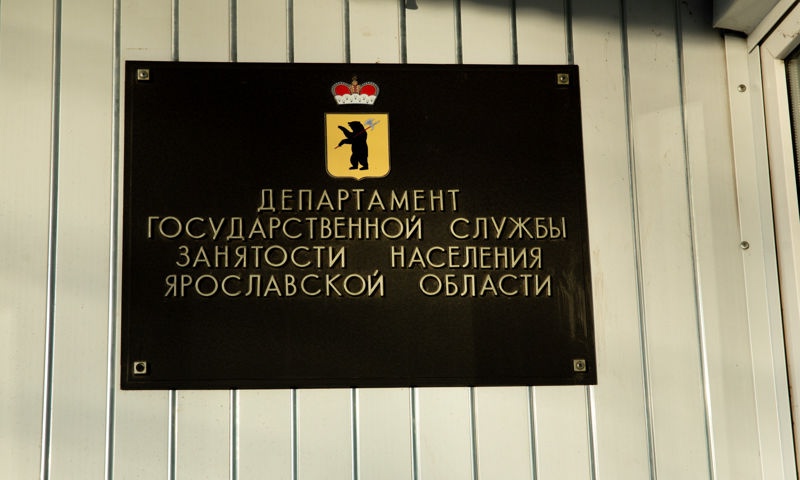 ДЕПАРТАМЕНТ
ГОСУДАРСТВЕННОЙ СЛУЖБЫ
ЗАНЯТОСТИ НАСЕЛЕНИЯ
ЯРОСЛАВСКОЙ ОБЛАСТИ